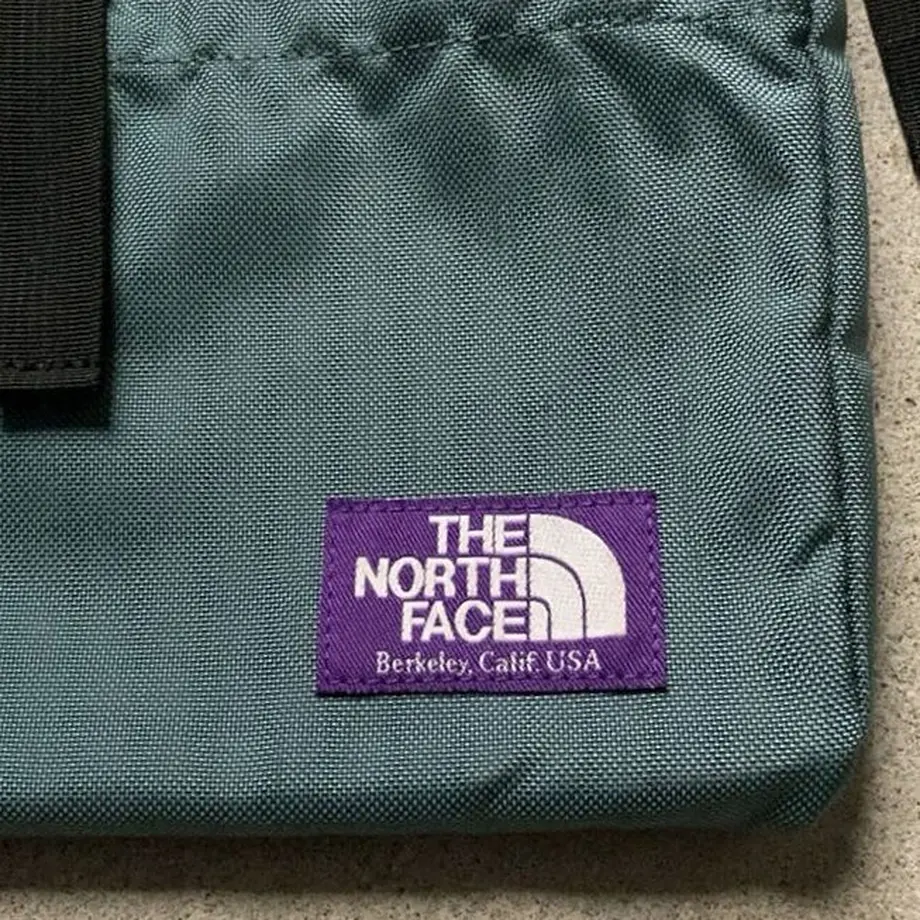 THE
NORTH
FACE
Berkeley, Calif. USA